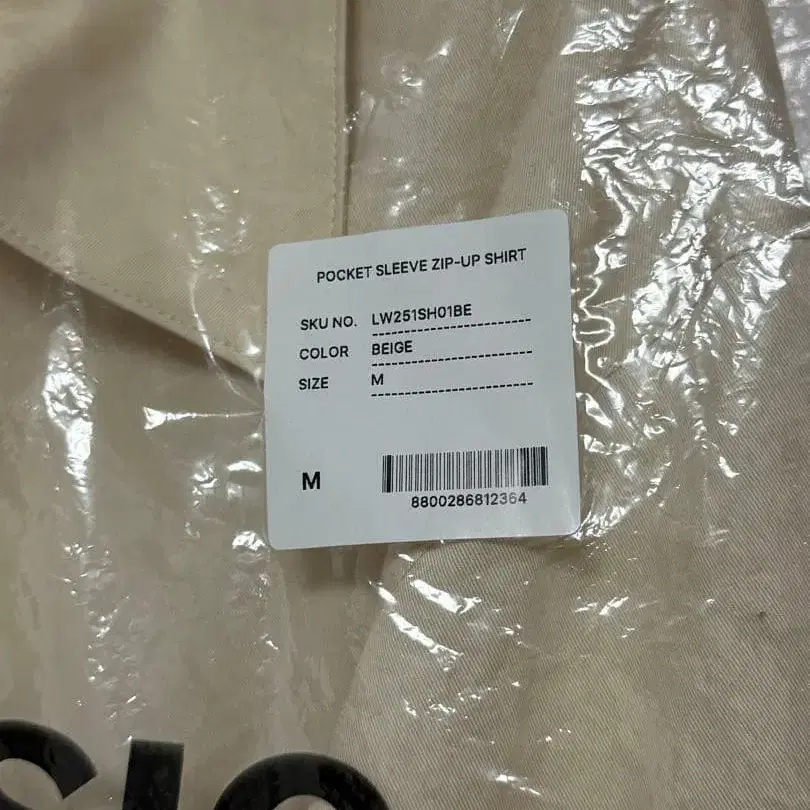 POCKET SLEEVE ZIP-UP SHIRT
SKU NO. LW251SH01BE
COLOR BEIGE
SIZE M
M
8800286812364